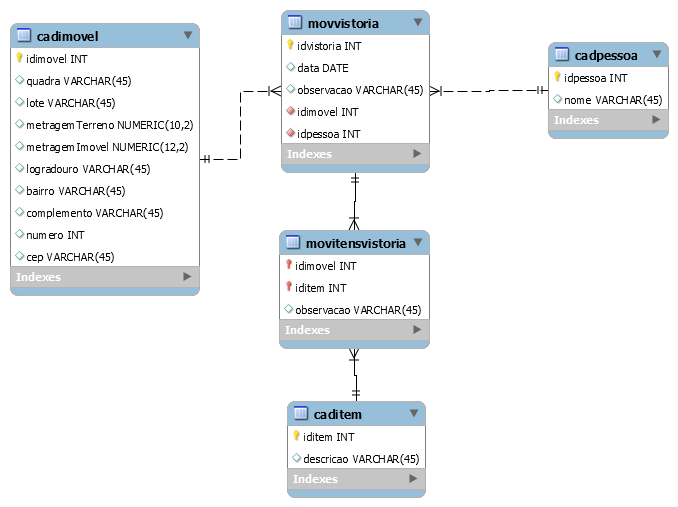 cadimovel
idimovel INT
quadra VARCHAR(45)
lote VARCHAR(45)
metragemTerreno NUMERIC(10,2)
metragemImovel NUMERIC(12,2)
logradouro VARCHAR(45)
bairro VARCHAR(45)
complemento VARCHAR(45)
numero INT
cep VARCHAR(45)
Indexes
movvistoria
idvistoria INT
data DATE
observacao VARCHAR(45)
idimovel INT
idpessoa INT
Indexes
cadpessoa
idpessoa INT
nome VARCHAR(45)
Indexes
movitensvistoria
idimovel INT
iditem INT
observacao VARCHAR(45)
Indexes
caditem
iditem INT
descricao VARCHAR(45)
Indexes